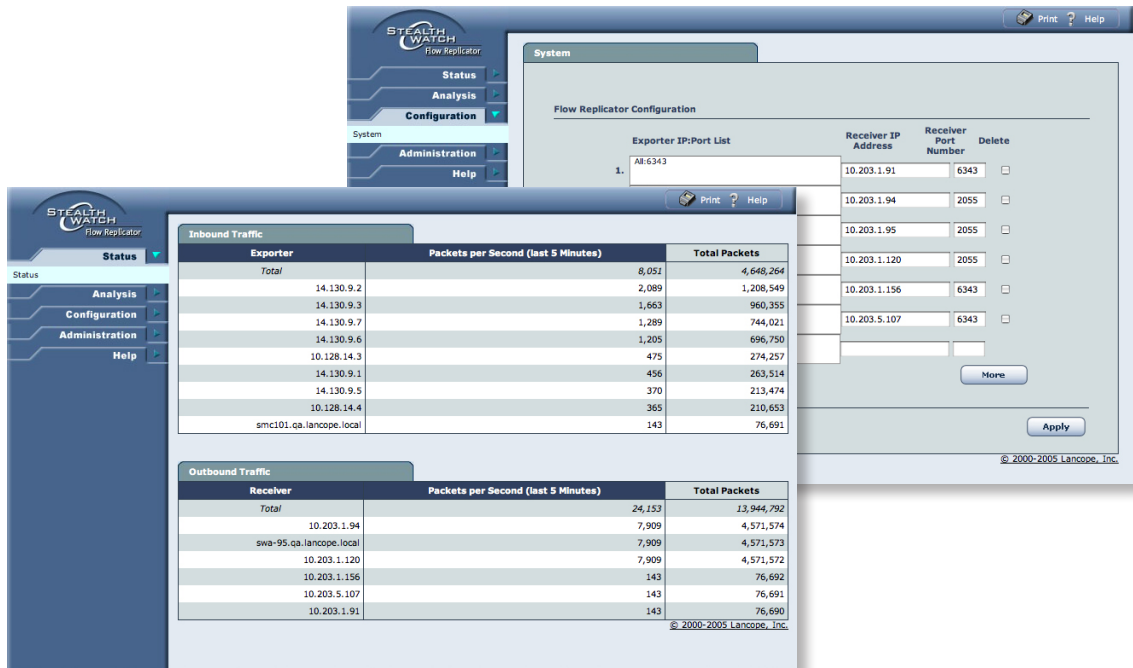 STEALTH
WATCH
Flow Replicator
Print Help
Status
Analysis
Configuration
System
Administration
Help
System
Flow Replicator Configuration
Exporter IP:Port List Receiver IP Address Receiver Port Number Delete
1. All:6343 10.203.1.91 6343
10.203.1.94 2055
10.203.1.95 2055
10.203.1.120 2055
10.203.1.156 6343
10.203.5.107 6343
More
Apply
© 2000-2005 Lancope, Inc.
STEALTH
WATCH
Flow Replicator
Print Help
Status
Status
Analysis
Configuration
Administration
Help
Inbound Traffic
Exporter Packets per Second (last 5 Minutes) Total Packets
Total 8,051 4,648,264
14.130.9.2 2,089 1,208,549
14.130.9.3 1,663 960,355
14.130.9.7 1,289 744,021
14.130.9.6 1,205 696,750
10.128.14.3 475 274,257
14.130.9.1 456 263,514
14.130.9.5 370 213,474
10.128.14.4 365 210,653
smc101.qa.lancope.local 143 76,691
Outbound Traffic
Receiver Packets per Second (last 5 Minutes) Total Packets
Total 24,153 13,944,792
10.203.1.94 7,909 4,571,574
swa-95.qa.lancope.local 7,909 4,571,573
10.203.1.120 7,909 4,571,572
10.203.1.156 143 76,692
10.203.5.107 143 76,691
10.203.1.91 143 76,690
© 2000-2005 Lancope, Inc.